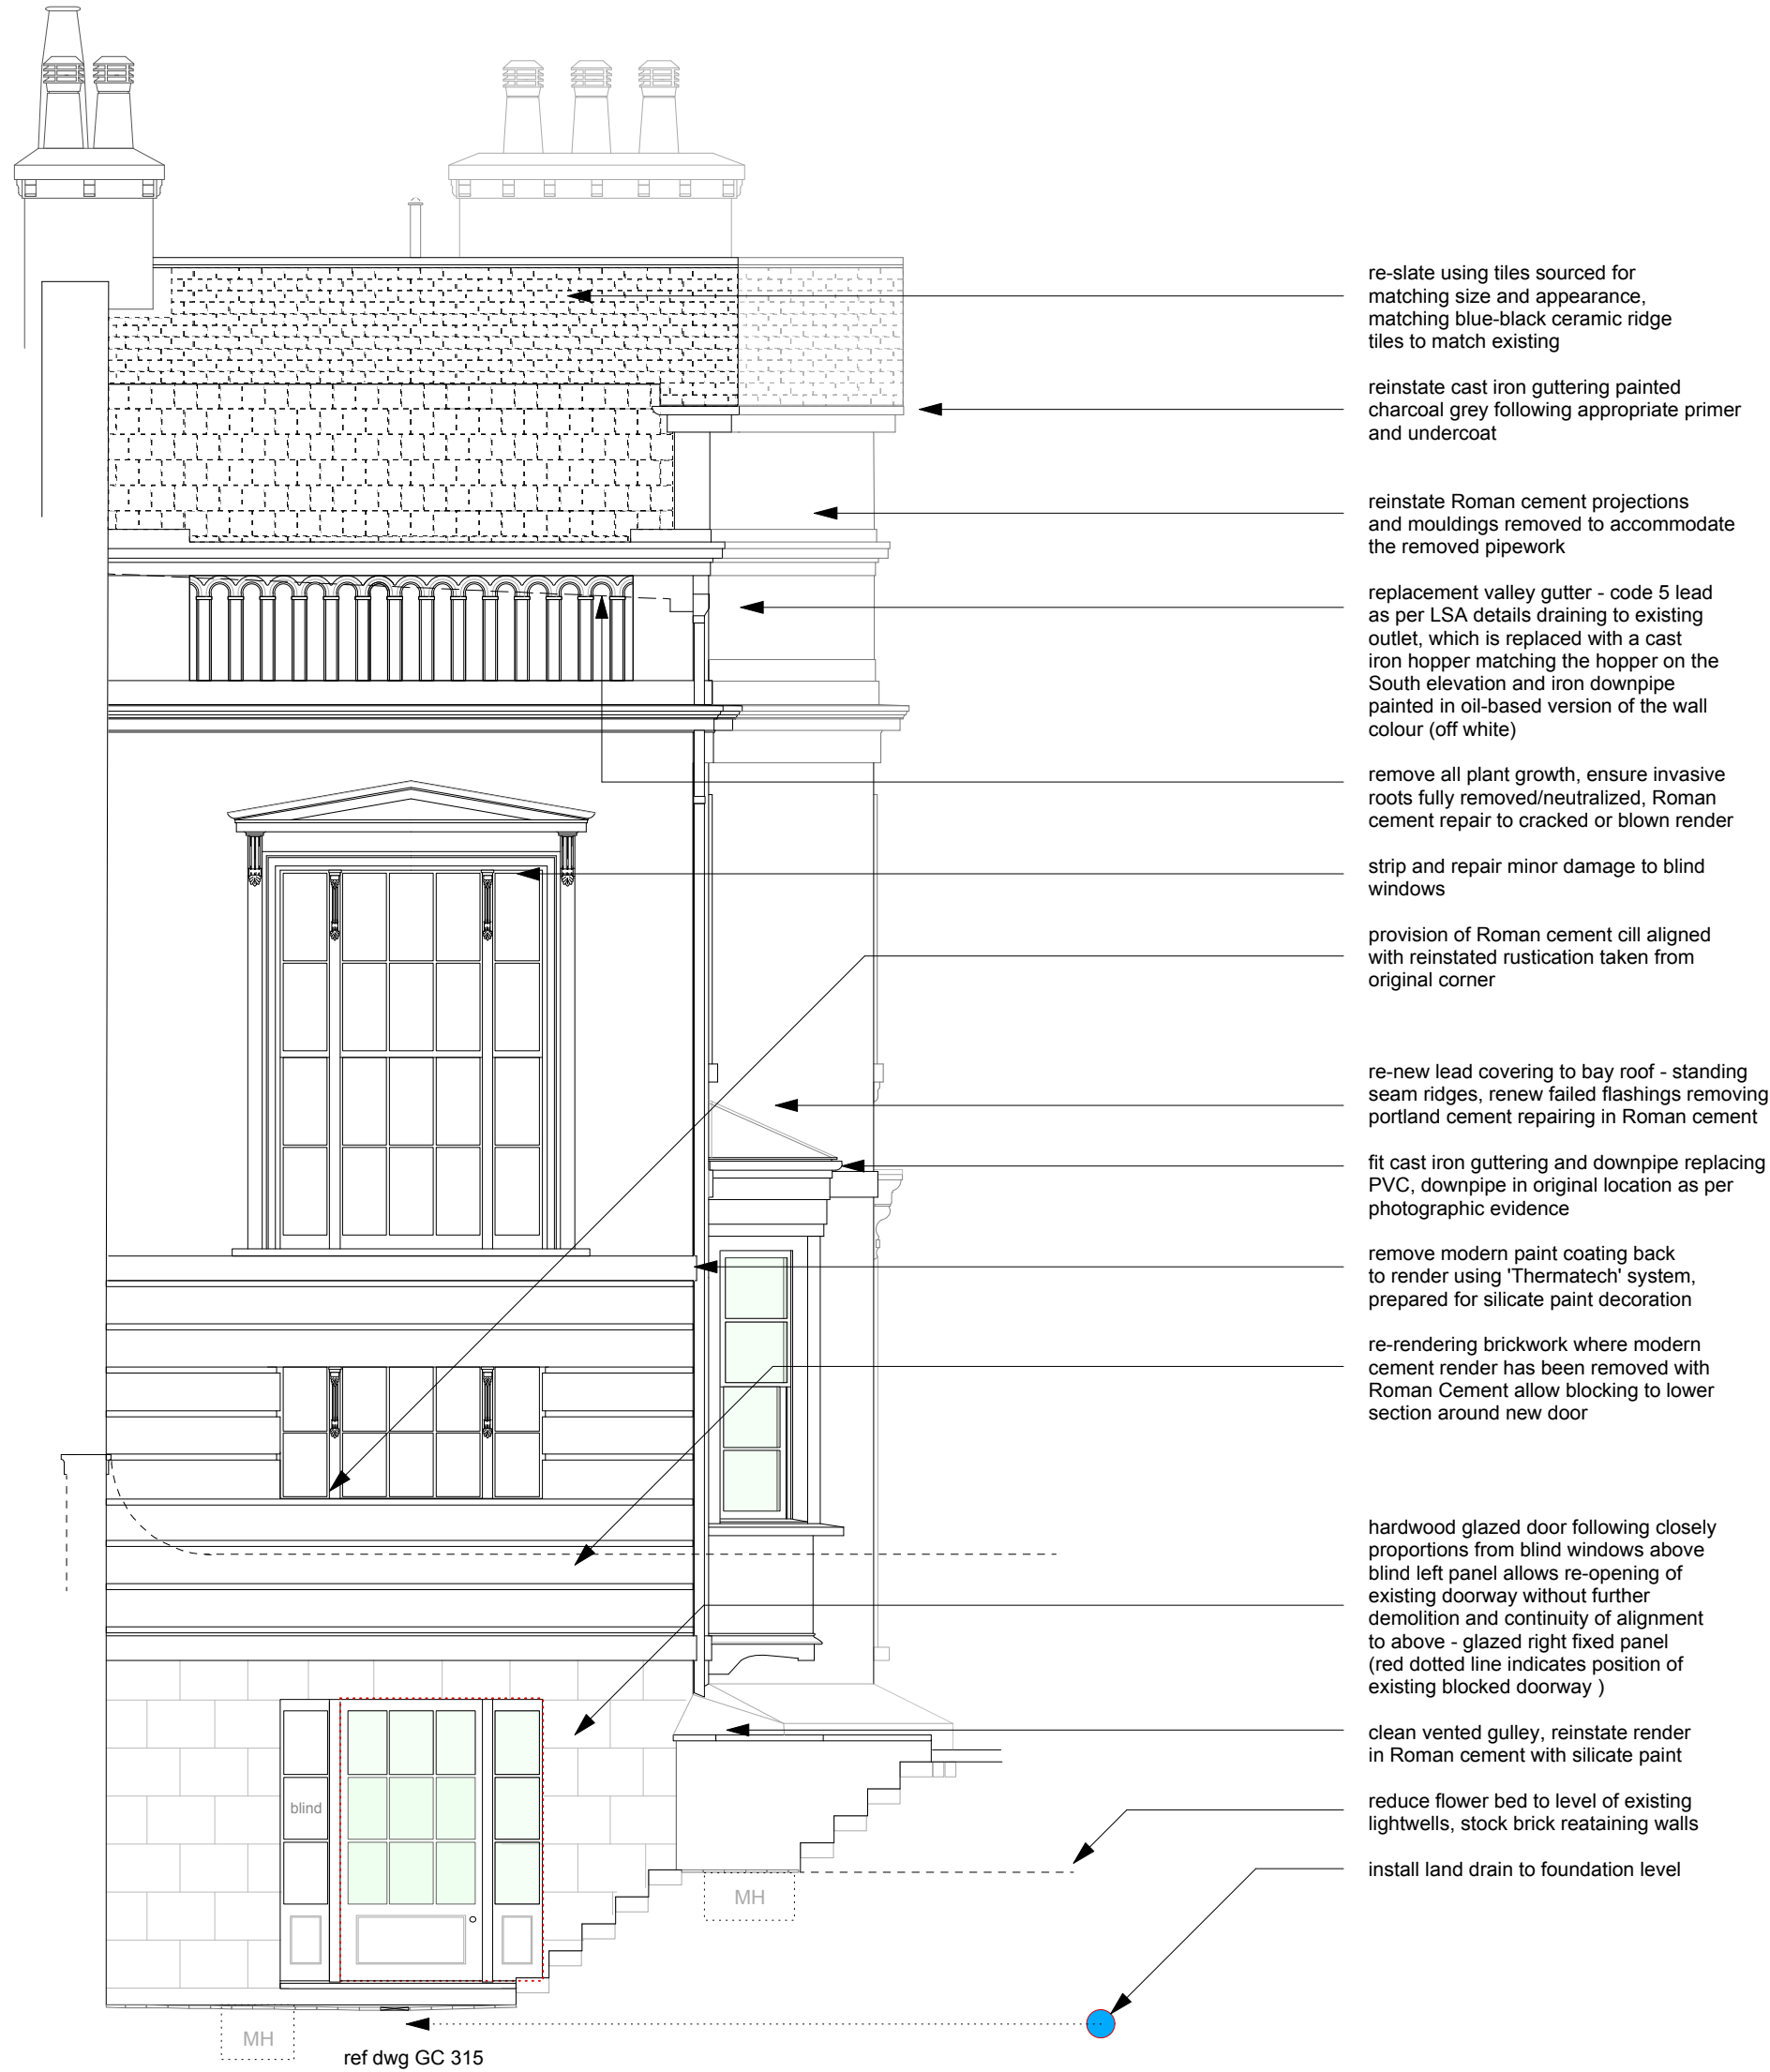 re-slate using tiles sourced for
matching size and appearance,
matching blue-black ceramic ridge
tiles to match existing
reinstate cast iron guttering painted
charcoal grey following appropriate primer
and undercoat
reinstate Roman cement projections
and mouldings removed to accommodate
the removed pipework
replacement valley gutter - code 5 lead
as per LSA details draining to existing
outlet, which is replaced with a cast
iron hopper matching the hopper on the
South elevation and iron downpipe
painted in oil-based version of the wall
colour (off white)
remove all plant growth, ensure invasive
roots fully removed/neutralized, Roman
cement repair to cracked or blown render
strip and repair minor damage to blind
windows
provision of Roman cement cill aligned
with reinstated rustication taken from
original corner
re-new lead covering to bay roof - standing
seam ridges, renew failed flashings removing
portland cement repairing in Roman cement
fit cast iron guttering and downpipe replacing
PVC, downpipe in original location as per
photographic evidence
remove modern paint coating back
to render using 'Thermatech' system,
prepared for silicate paint decoration
re-rendering brickwork where modern
cement render has been removed with
Roman Cement allow blocking to lower
section around new door
hardwood glazed door following closely
proportions from blind windows above
blind left panel allows re-opening of
existing doorway without further
demolition and continuity of alignment
to above - glazed right fixed panel
(red dotted line indicates position of
existing blocked doorway )
clean vented gulley, reinstate render
in Roman cement with silicate paint
reduce flower bed to level of existing
lightwells, stock brick reataining walls
install land drain to foundation level
blind
MH
MH
ref dwg GC 315